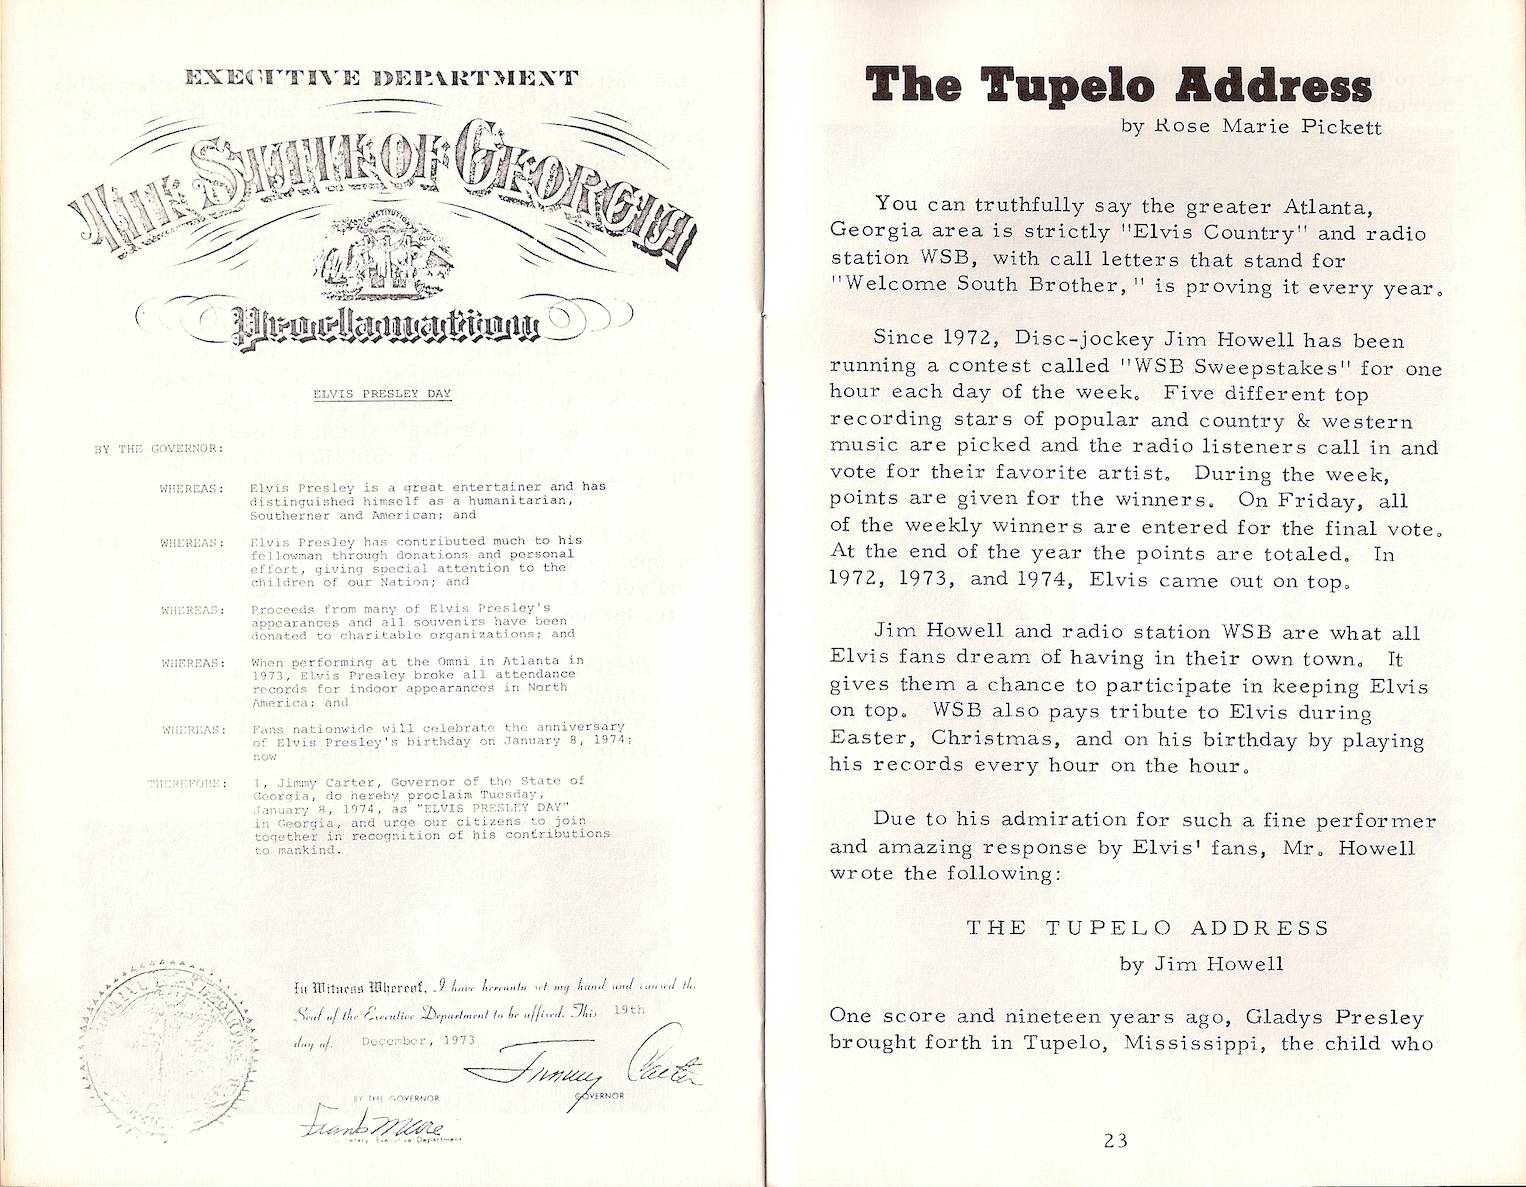 EXECUTIVE DEPARTMENT
THE STATE OF GEORGIA
CONSTITUTION
Proclamation
ELVIS PRESLEY DAY
BY THE GOVERNOR:
WHEREAS: Elvis Presley is a great entertainer and has
distinguished himself as a humanitarian,
Southerner and American; and
WHEREAS: Elvis Presley has contributed much to his
fellowman through donations and personal
effort, giving special attention to the
children of our Nation; and
WHEREAS: Proceeds from many of Elvis Presley's
appearances and all souvenirs have been
donated to charitable organizations; and
WHEREAS: When performing at the Omni in Atlanta in
1973, Elvis Presley broke all attendance
records for indoor appearances in North
America; and
WHEREAS: Fans nationwide will celebrate the anniversary
of Elvis Presley's birthday on January 8, 1974;
now
THEREFORE: I, Jimmy Carter, Governor of the State of
Georgia, do hereby proclaim Tuesday,
January 8, 1974, as "ELVIS PRESLEY DAY"
in Georgia, and urge our citizens to join
together in recognition of his contributions
to mankind.
In Witness Whereof, I have hereunto set my hand and caused the
Seal of the Executive Department to be affixed. This 19th
day of. December, 1973
Jimmy Carter
GOVERNOR
BY THE GOVERNOR
Frank Moore
Secretary Executive Department
The Tupelo Address
by Rose Marie Pickett
You can truthfully say the greater Atlanta,
Georgia area is strictly "Elvis Country" and radio
station WSB, with call letters that stand for
"Welcome South Brother," is proving it every year.
Since 1972, Disc-jockey Jim Howell has been
running a contest called "WSB Sweepstakes" for one
hour each day of the week. Five different top
recording stars of popular and country & western
music are picked and the radio listeners call in and
vote for their favorite artist. During the week,
points are given for the winners. On Friday, all
of the weekly winners are entered for the final vote.
At the end of the year the points are totaled. In
1972, 1973, and 1974, Elvis came out on top.
Jim Howell and radio station WSB are what all
Elvis fans dream of having in their own town. It
gives them a chance to participate in keeping Elvis
on top. WSB also pays tribute to Elvis during
Easter, Christmas, and on his birthday by playing
his records every hour on the hour.
Due to his admiration for such a fine performer
and amazing response by Elvis' fans, Mr. Howell
wrote the following:
THE TUPELO ADDRESS
by Jim Howell
One score and nineteen years ago, Gladys Presley
brought forth in Tupelo, Mississippi, the child who
23